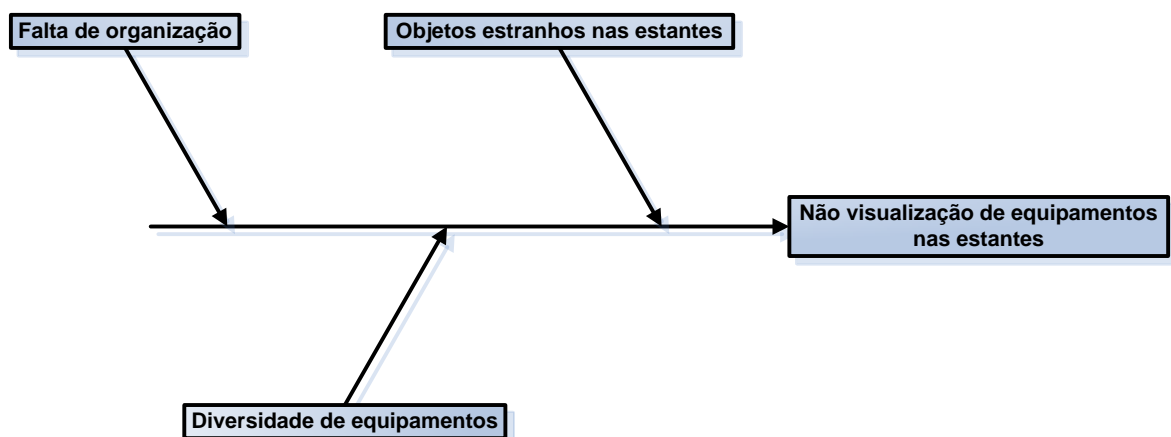 Falta de organização
Objetos estranhos nas estantes
Não visualização de equipamentos
nas estantes
Diversidade de equipamentos